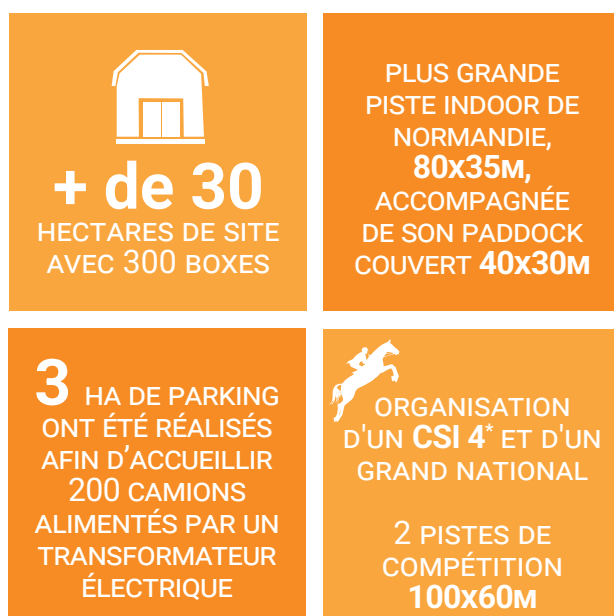 + de 30
HECTARES DE SITE
AVEC 300 BOXES
PLUS GRANDE
PISTE INDOOR DE
NORMANDIE,
80x35M,
ACCOMPAGNÉE
DE SON PADDOCK
COUVERT 40x30M
3 HA DE PARKING
ONT ÉTÉ RÉALISÉS
AFIN D’ACCUEILLIR
200 CAMIONS
ALIMENTÉS PAR UN
TRANSFORMATEUR
ÉLECTRIQUE
ORGANISATION
D'UN CSI 4* ET D'UN
GRAND NATIONAL
2 PISTES DE
COMPÉTITION
100x60M